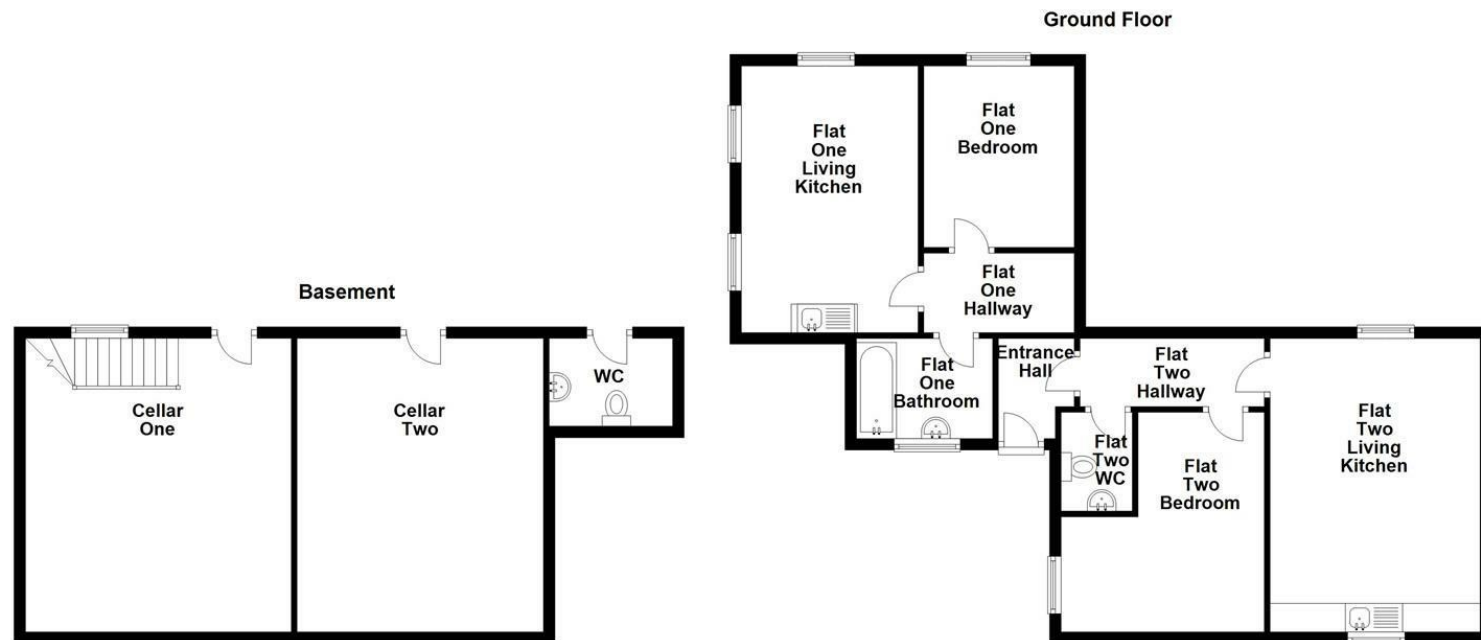 Ground Floor
Flat
One
Living
Kitchen
Flat
One
Bedroom
Flat
One
Hallway
Flat
One
Bathroom
Entrance
Hall
Flat
Two
Hallway
Flat
Two
WC
Flat
Two
Bedroom
Flat
Two
Living
Kitchen
Basement
Cellar
One
Cellar
Two
WC